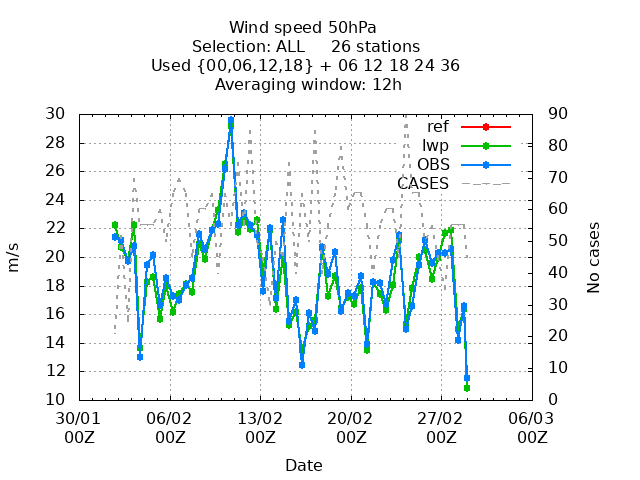 Wind speed 50hPa
Selection: ALL     26 stations
Used {00,06,12,18} + 06 12 18 24 36
Averaging window: 12h
30 90
ref
28 80
lwp
26 OBS 70
CASES
24 60
22
20 50
m/s
No cases
18 40
16 30
14 20
12 10
10 0
30/01 06/02 13/02 20/02 27/02 06/03
00Z 00Z 00Z 00Z 00Z 00Z
Date